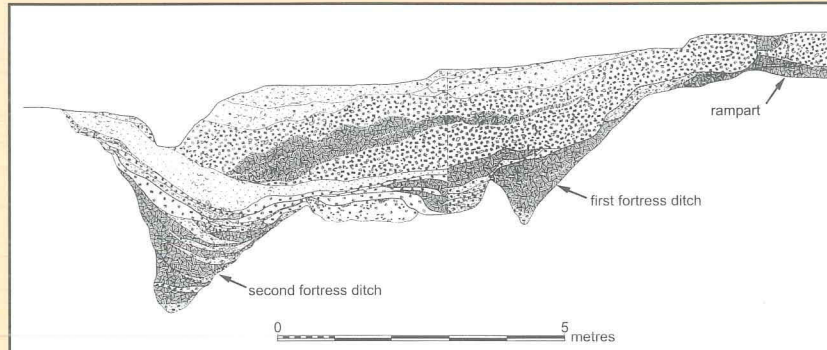 rampart
first fortress ditch
second fortress ditch
0 5
metres